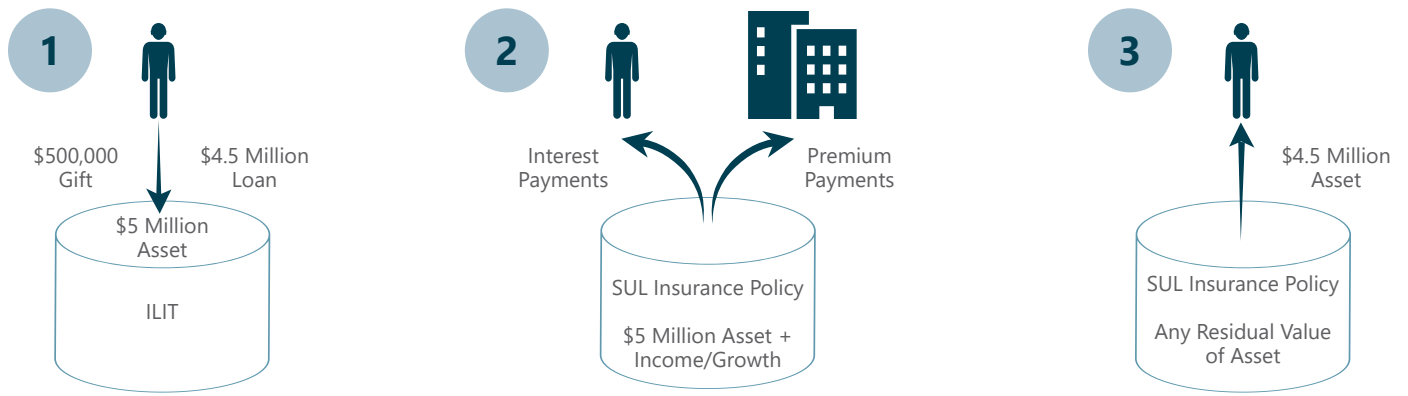 1
$500,000
Gift
$4.5 Million
Loan
$5 Million
Asset
ILIT
2
Interest
Payments
Premium
Payments
SUL Insurance Policy
$5 Million Asset +
Income/Growth
3
$4.5 Million
Asset
SUL Insurance Policy
Any Residual Value
of Asset